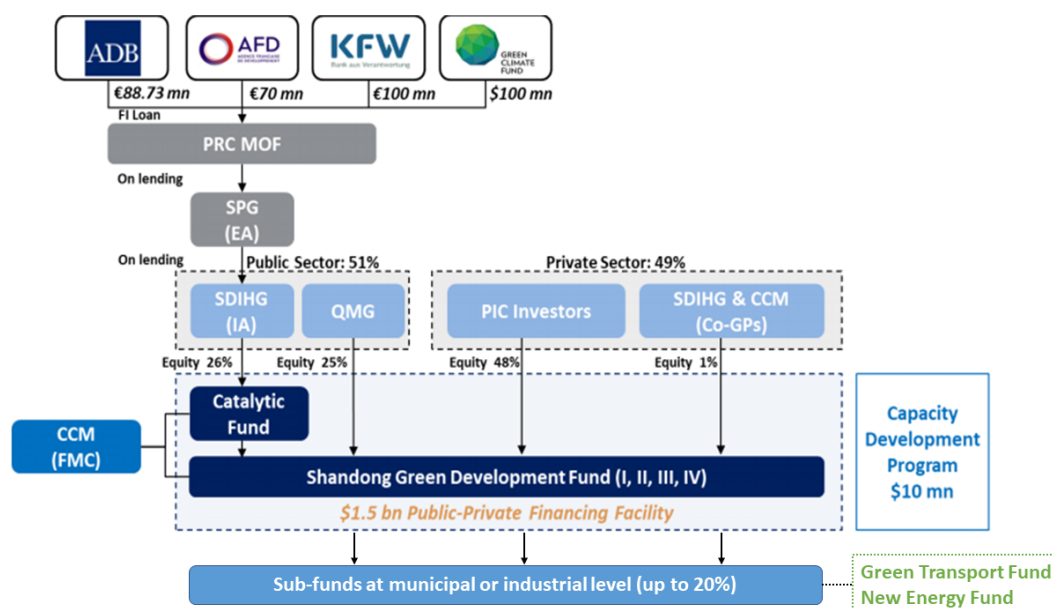 ADB
AFD
AGENCE FRANÇAISE
DE DÉVELOPPEMENT
KFW
Bank aus Verantwortung
GREEN
CLIMATE
FUND
€88.73 mn
€70 mn
€100 mn
$100 mn
FI Loan
PRC MOF
On lending
SPG
(EA)
On lending
Public Sector: 51%
Private Sector: 49%
SDIHG
(IA)
QMG
PIC Investors
SDIHG & CCM
(Co-GPs)
Equity 26%
Equity 25%
Equity 48%
Equity 1%
Catalytic
Fund
CCM
(FMC)
Shandong Green Development Fund (I, II, III, IV)
$1.5 bn Public-Private Financing Facility
Capacity
Development
Program
$10 mn
Sub-funds at municipal or industrial level (up to 20%)
Green Transport Fund
New Energy Fund